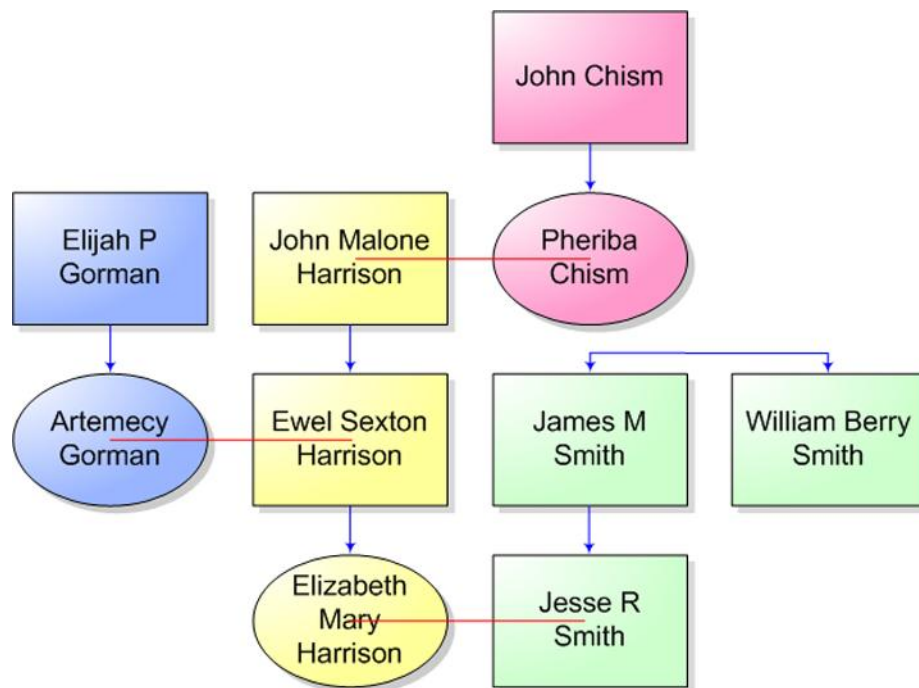 John Chism
Elijah P
Gorman
John Malone
Harrison
Pheriba
Chism
Artemecy
Gorman
Ewel Sexton
Harrison
James M
Smith
William Berry
Smith
Elizabeth
Mary
Harrison
Jesse R
Smith